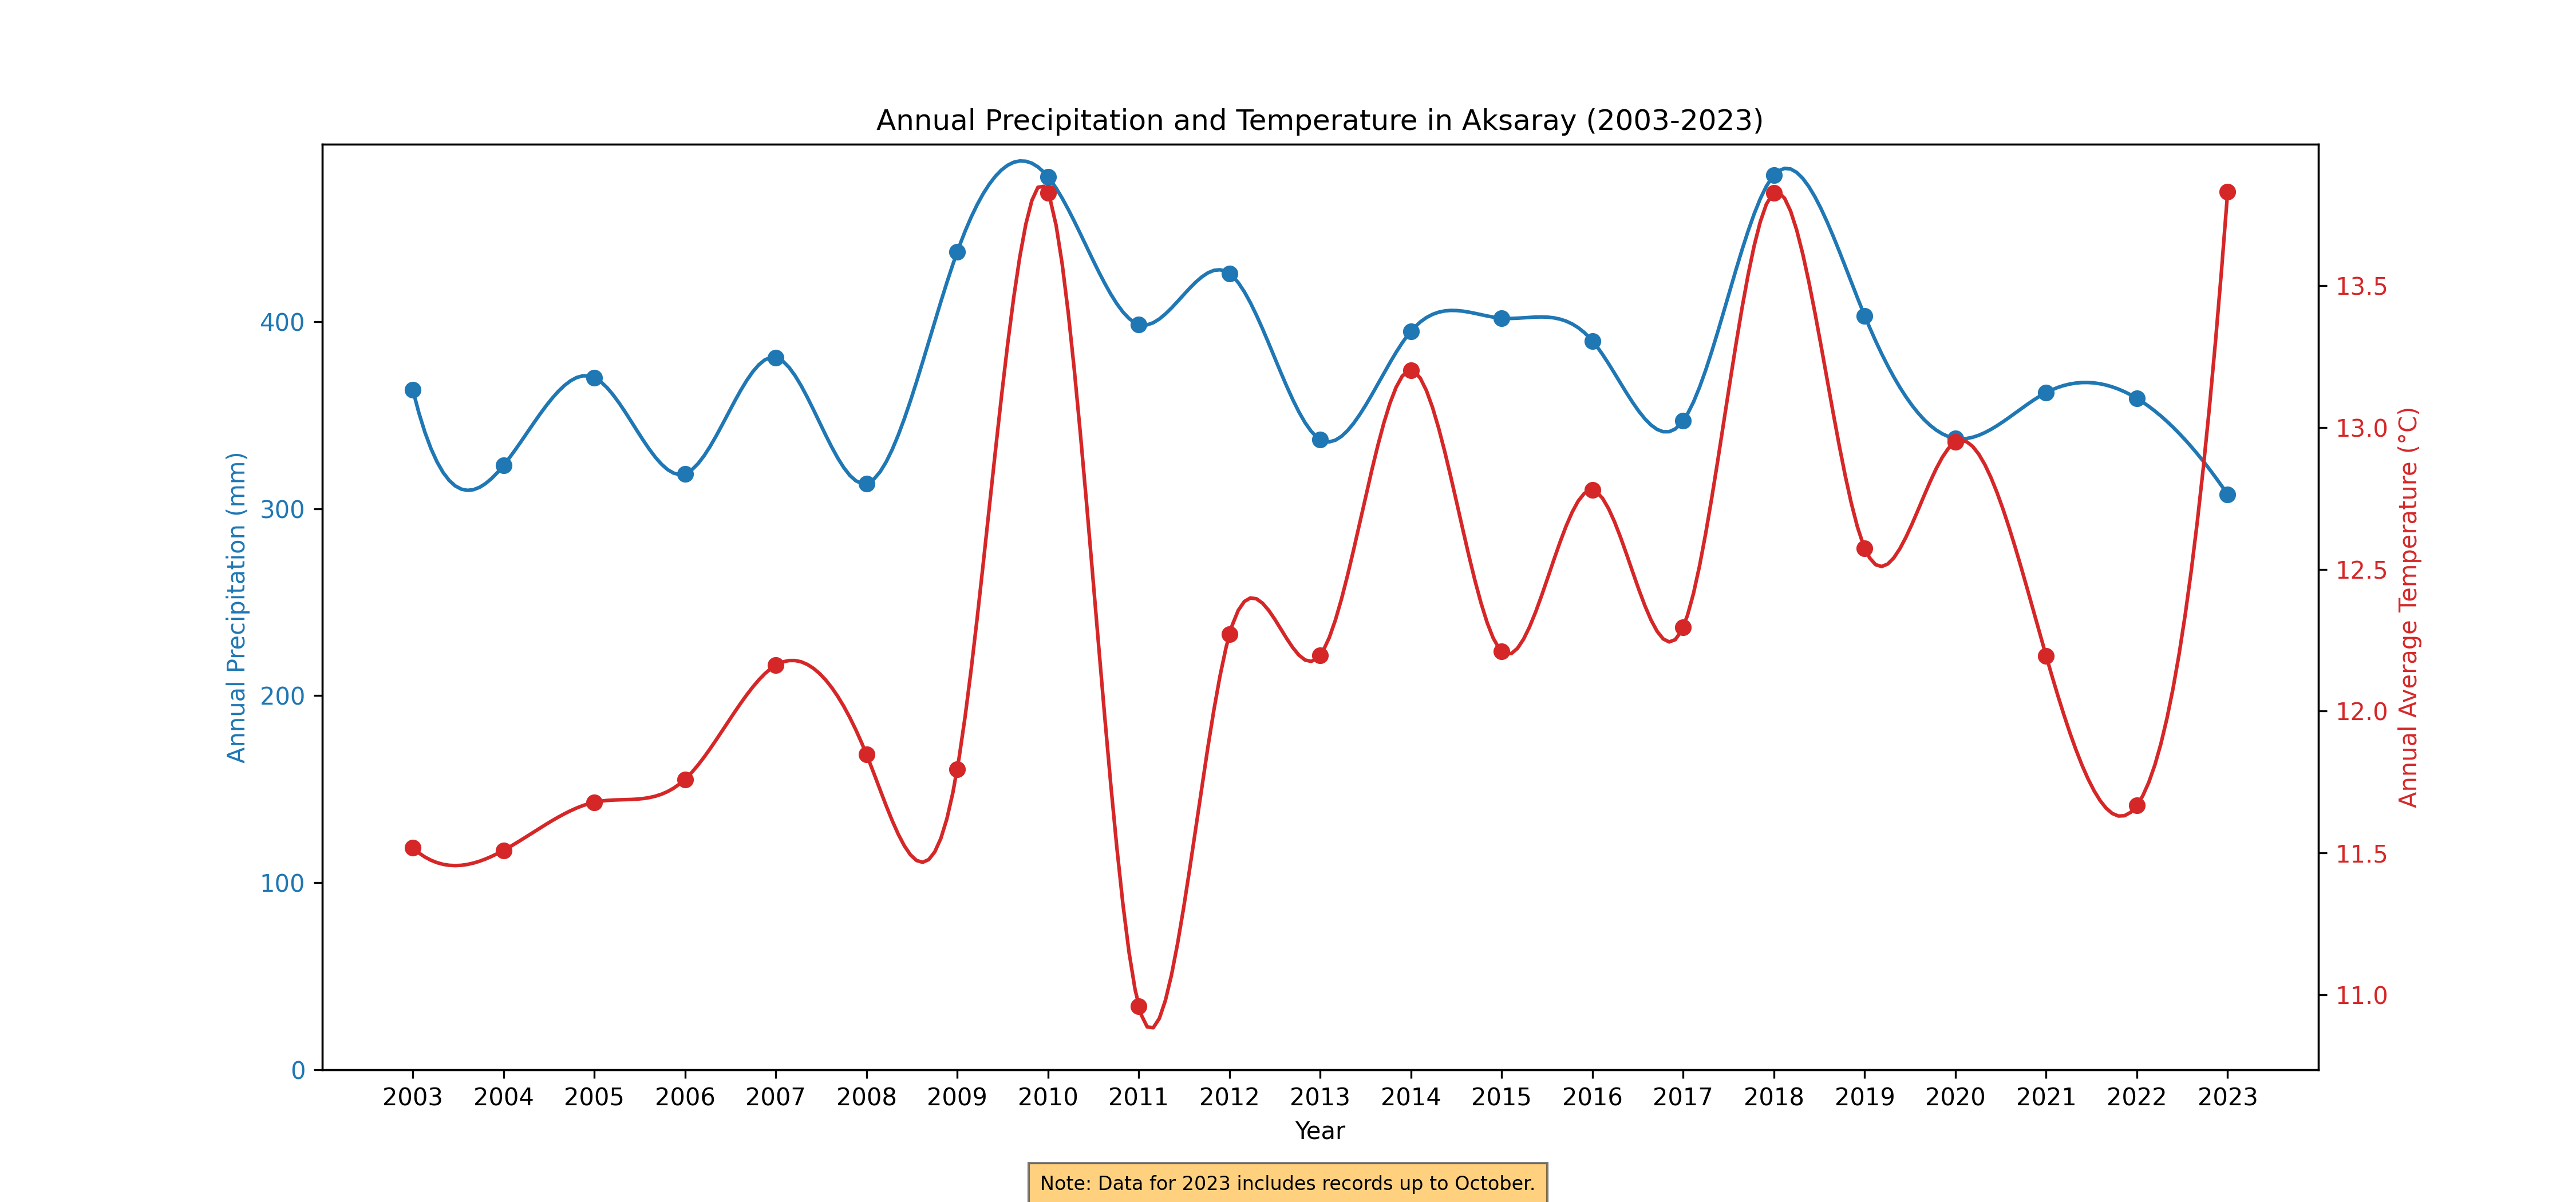 Annual Precipitation and Temperature in Aksaray (2003-2023)
Annual Precipitation (mm)
400
300
200
100
0
13.5
13.0
12.5
12.0
11.5
11.0
Annual Average Temperature (°C)
2003 2004 2005 2006 2007 2008 2009 2010 2011 2012 2013 2014 2015 2016 2017 2018 2019 2020 2021 2022 2023
Year
Note: Data for 2023 includes records up to October.